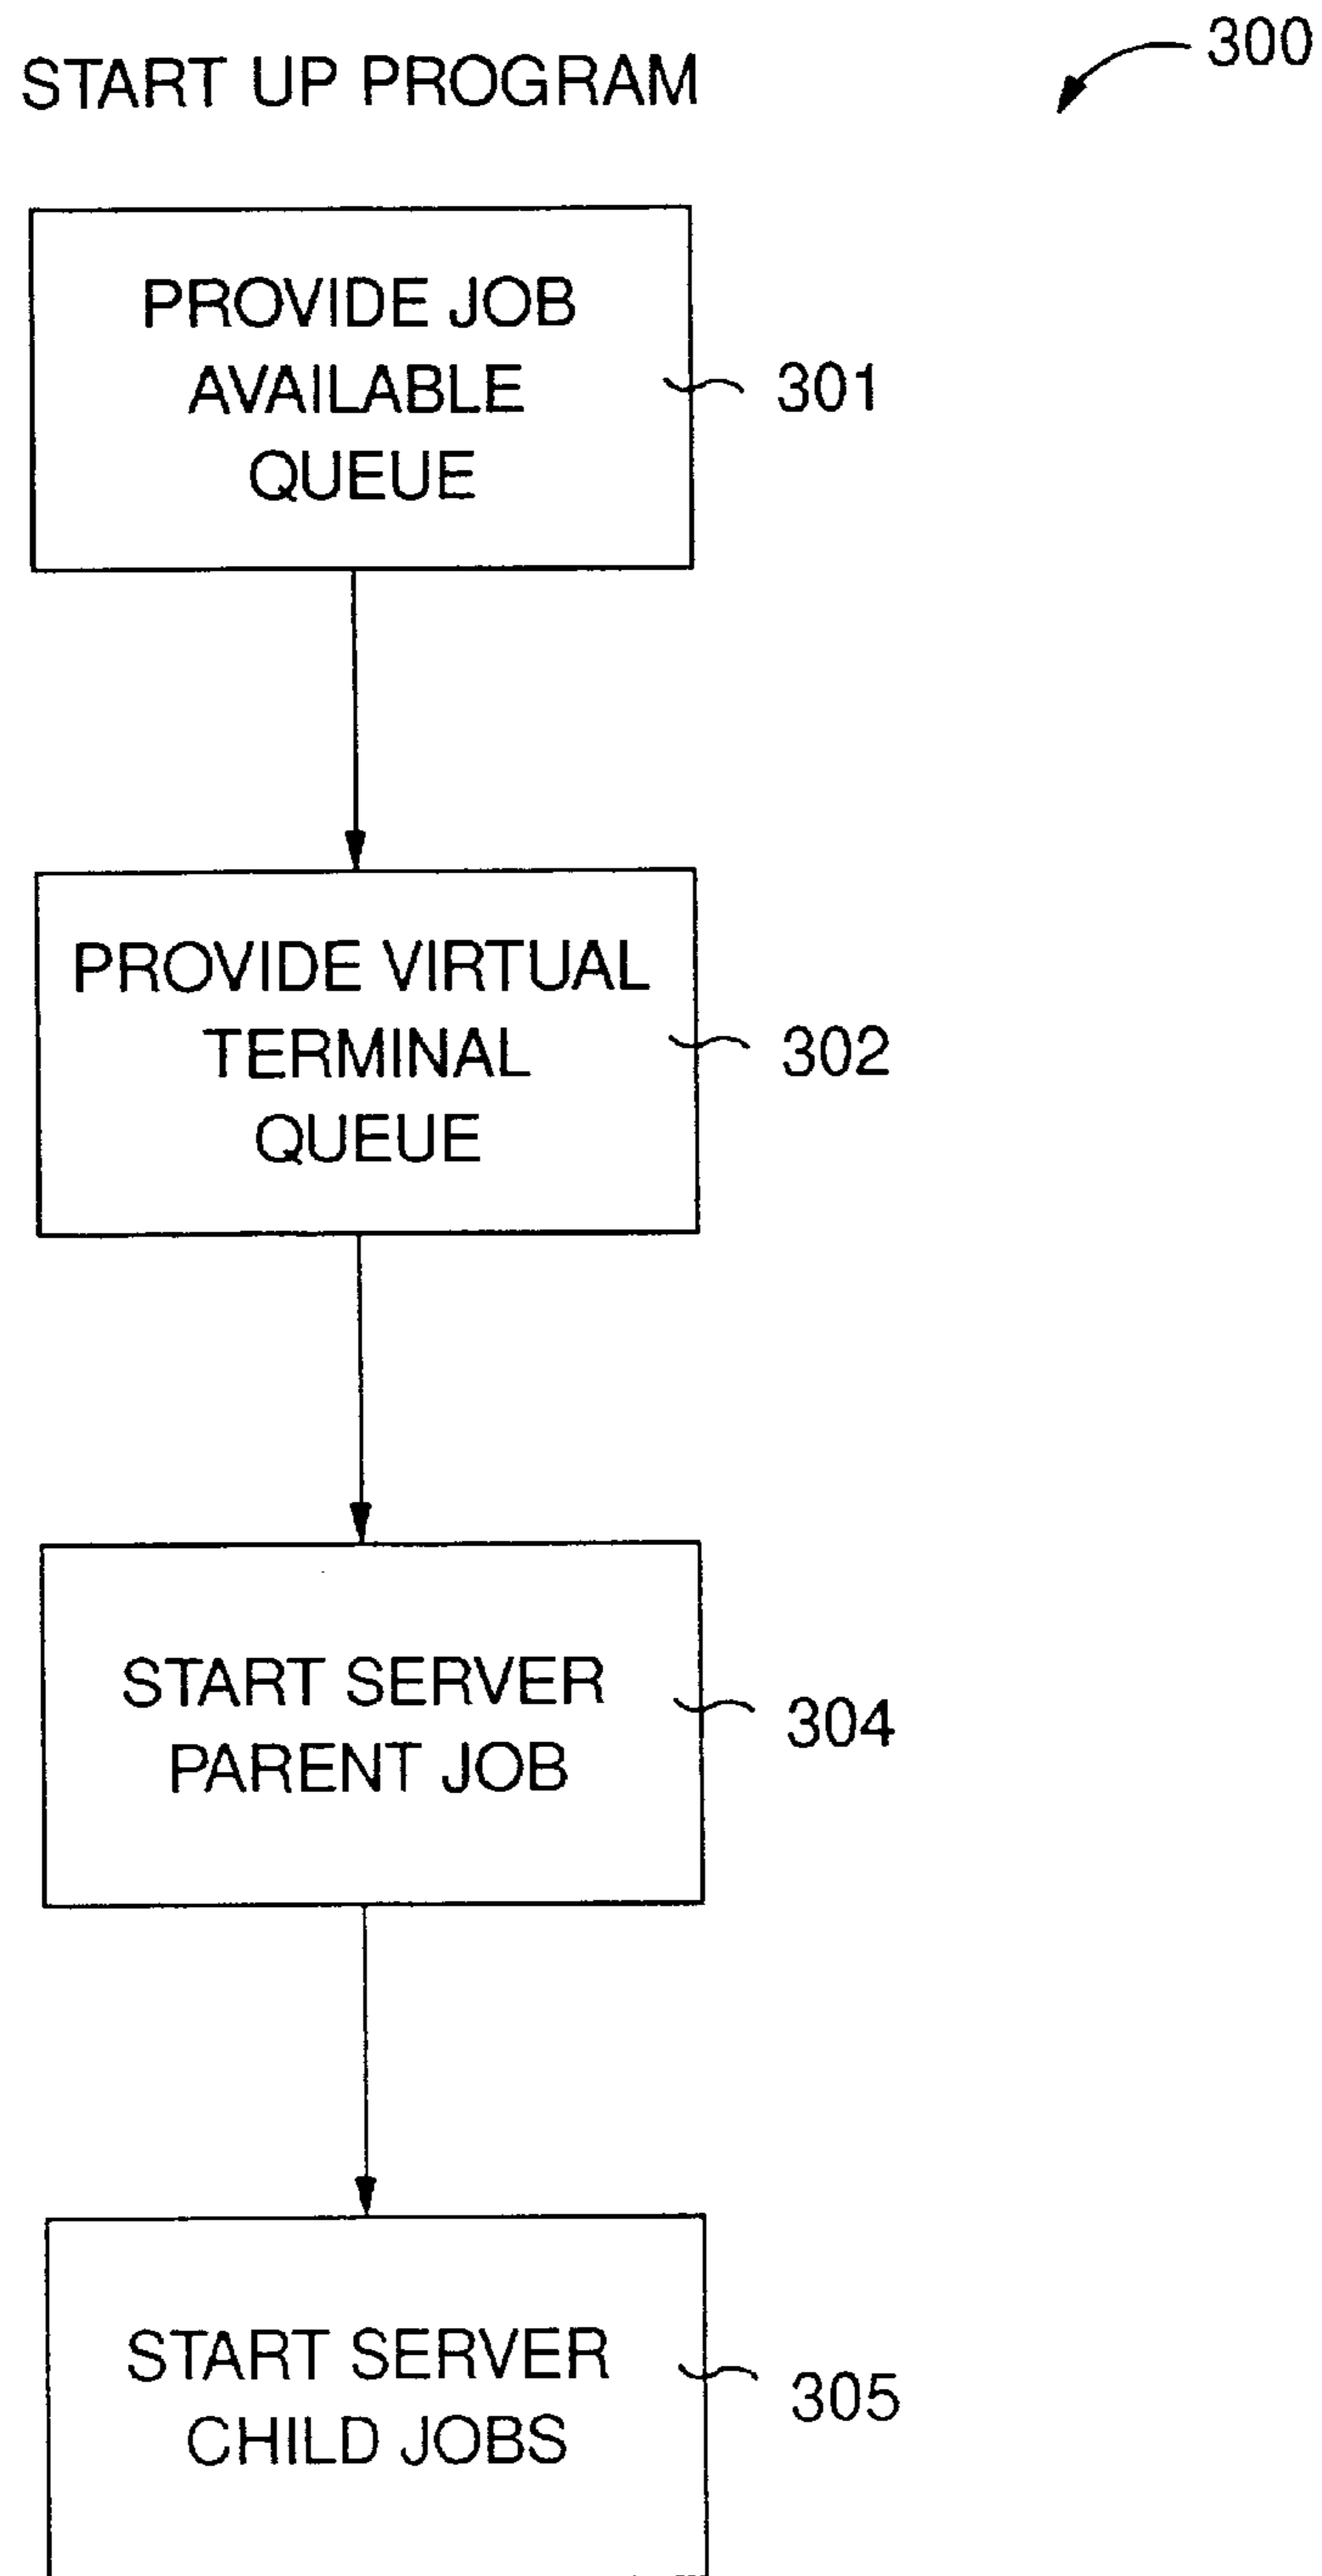 START UP PROGRAM
300
PROVIDE JOB
AVAILABLE
QUEUE
301
PROVIDE VIRTUAL
TERMINAL
QUEUE
302
START SERVER
PARENT JOB
304
START SERVER
CHILD JOBS
305